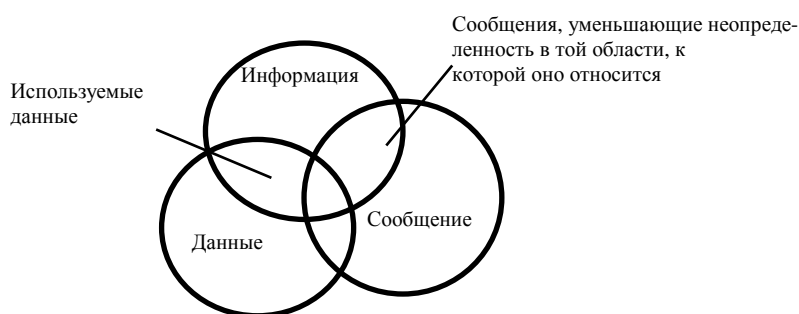 Сообщения, уменьшающие неопреде-
ленность в той области, к
которой оно относится
Информация
Используемые
данные
Сообщение
Данные